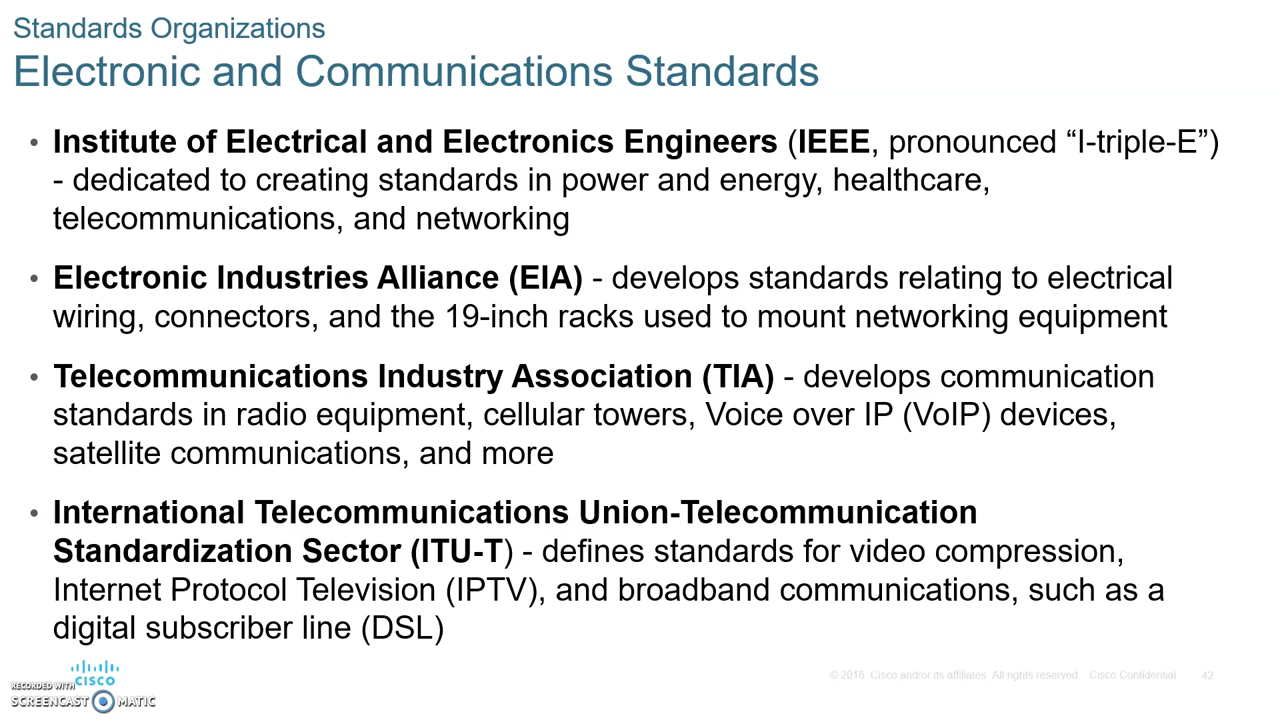 Standards Organizations
Electronic and Communications Standards
• Institute of Electrical and Electronics Engineers (IEEE, pronounced “I-triple-E”)
- dedicated to creating standards in power and energy, healthcare,
telecommunications, and networking
• Electronic Industries Alliance (EIA) - develops standards relating to electrical
wiring, connectors, and the 19-inch racks used to mount networking equipment
• Telecommunications Industry Association (TIA) - develops communication
standards in radio equipment, cellular towers, Voice over IP (VoIP) devices,
satellite communications, and more
• International Telecommunications Union-Telecommunication
Standardization Sector (ITU-T) - defines standards for video compression,
Internet Protocol Television (IPTV), and broadband communications, such as a
digital subscriber line (DSL)
CISCO
RECORDED WITH
SCREENCAST MATIC
© 2016 Cisco and/or its affiliates. All rights reserved. Cisco Confidential 42